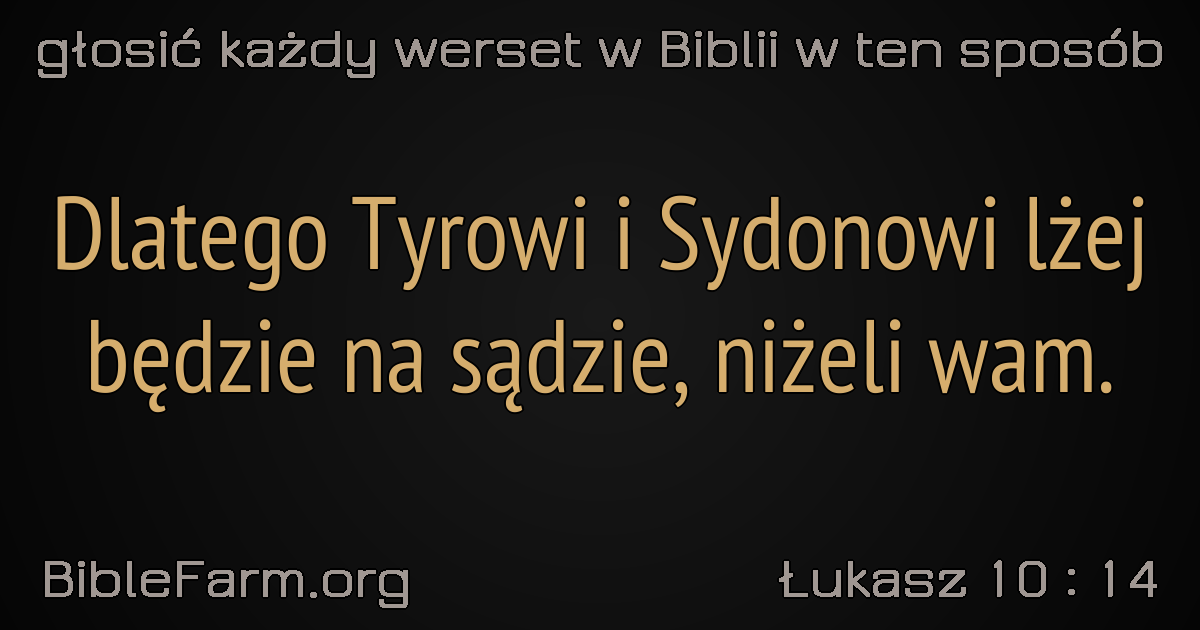 głosić każdy werset w Biblii w ten sposób
Dlatego Tyrowi i Sydonowi lżej
będzie na sądzie, niżeli wam.
BibleFarm.org
Łukasz 10 : 14